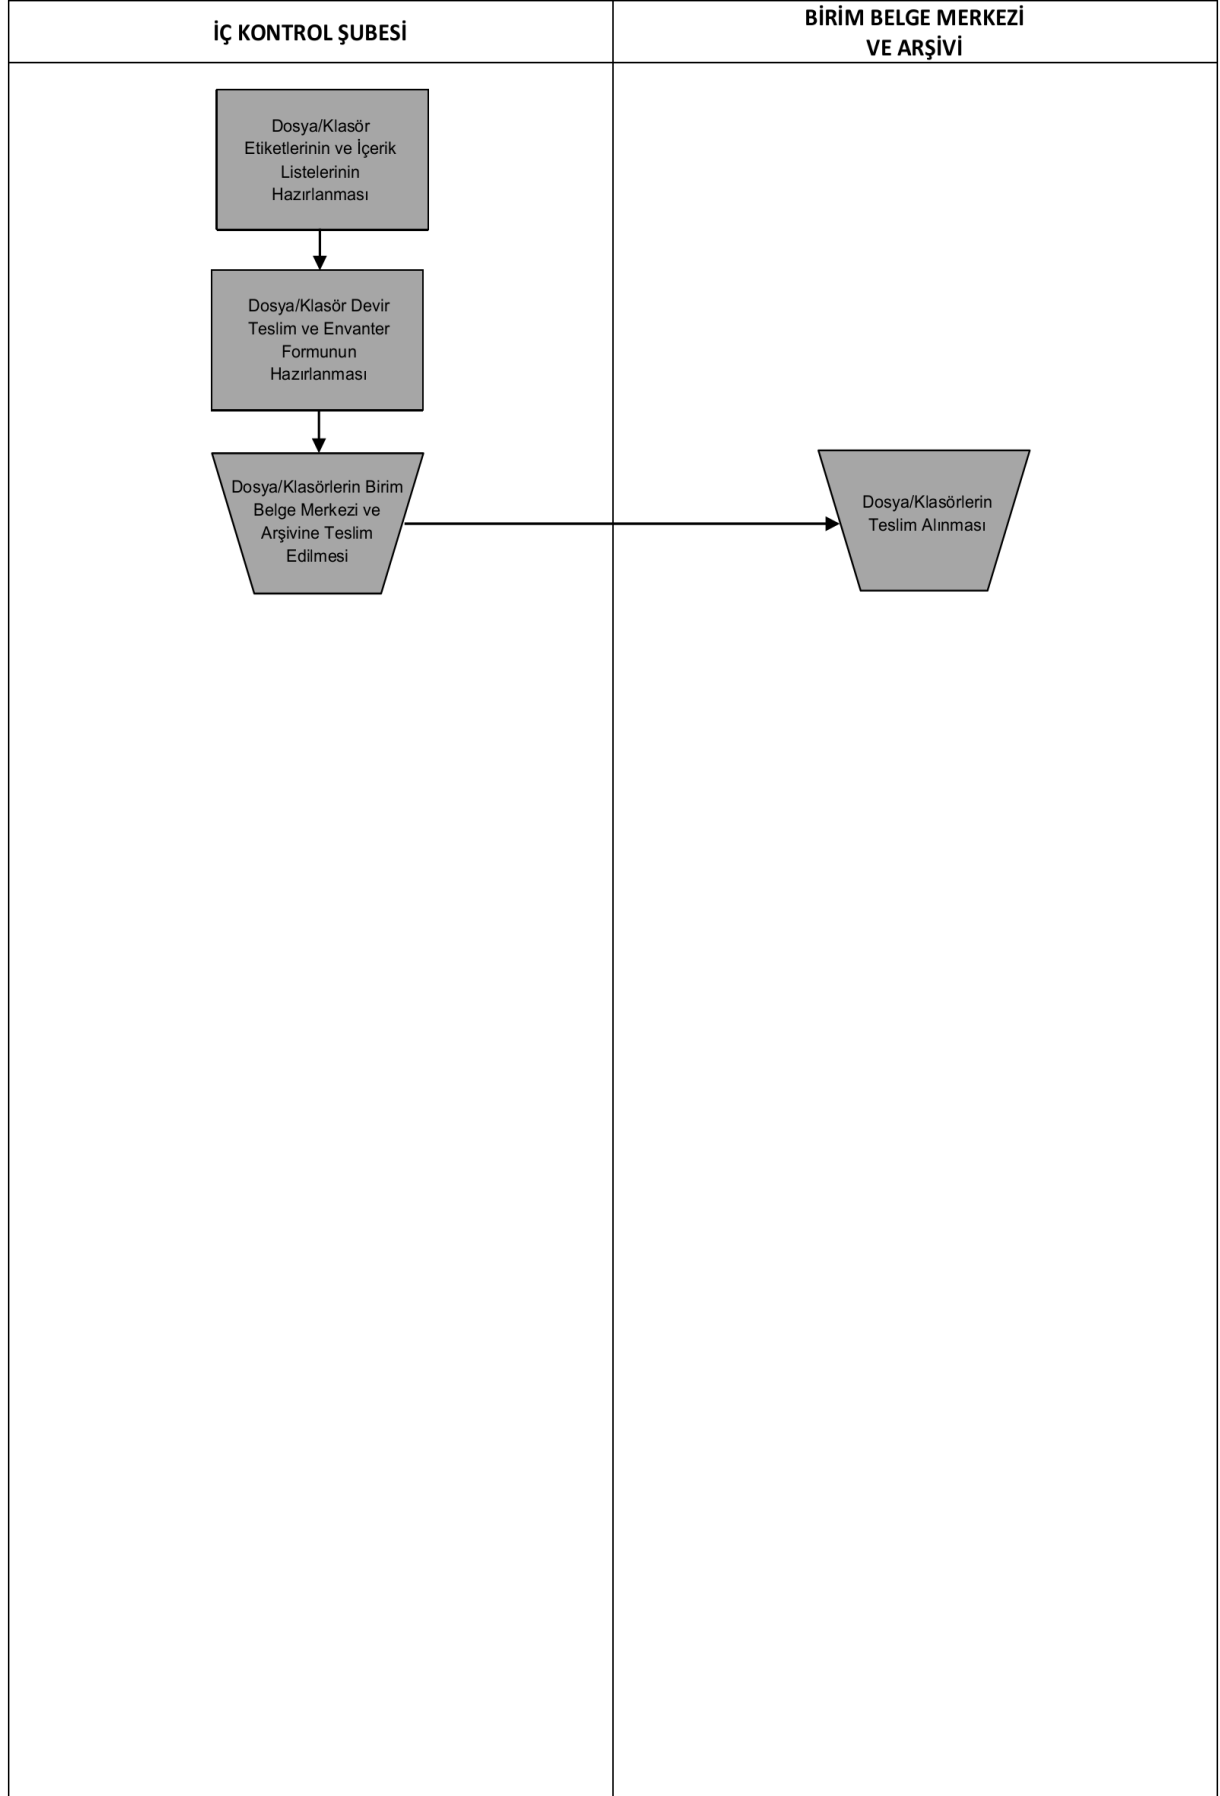 İÇ KONTROL ŞUBESİ
BİRİM BELGE MERKEZİ
VE ARŞİVİ
Dosya/Klasör
Etiketlerinin ve İçerik
Listelerinin
Hazırlanması
Dosya/Klasör Devir
Teslim ve Envanter
Formunun
Hazırlanması
Dosya/Klasörlerin Birim
Belge Merkezi ve
Arşivine Teslim
Edilmesi
Dosya/Klasörlerin
Teslim Alınması